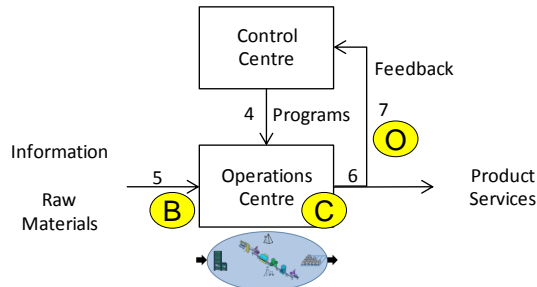 Control
Centre
Feedback
4
Programs
7
O
Information
5
Operations
Centre
6
Product
Services
Raw
Materials
B
C